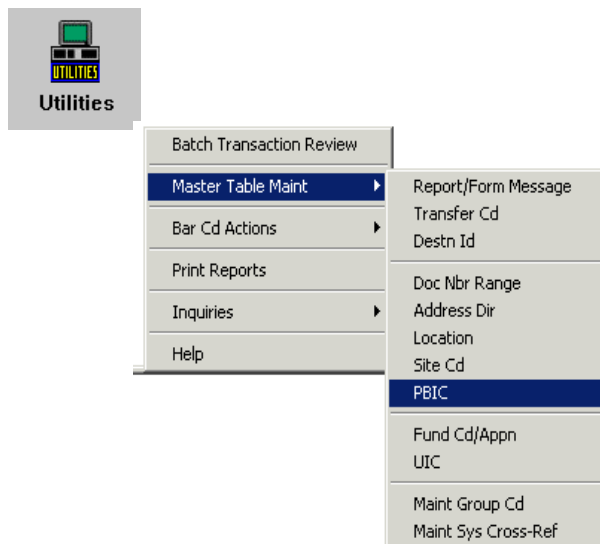 UTILITIES
Utilities
Batch Transaction Review
Master Table Maint
Bar Cd Actions
Print Reports
Inquiries
Help
Report/Form Message
Transfer Cd
Destn Id
Doc Nbr Range
Address Dir
Location
Site Cd
PBIC
Fund Cd/Appn
UIC
Maint Group Cd
Maint Sys Cross-Ref